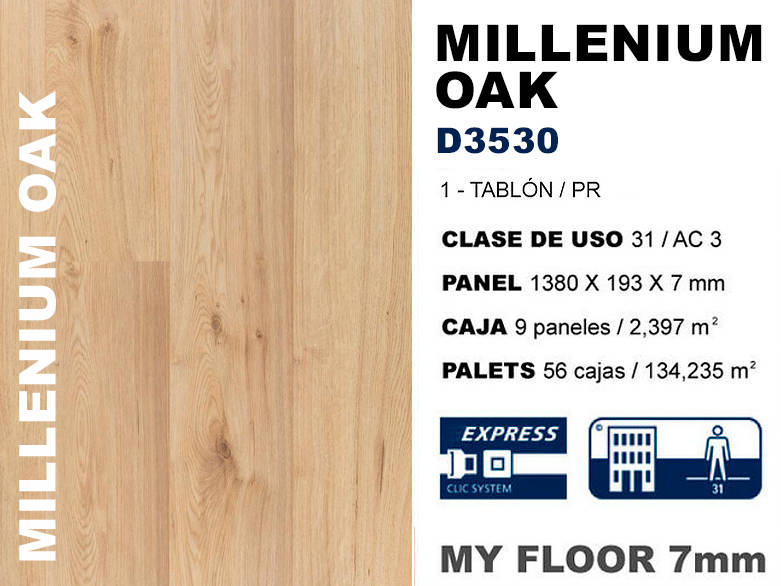 MILLENIUM OAK
MILLENIUM
OAK
D3530
1 - TABLÓN / PR
CLASE DE USO 31 / AC 3
PANEL 1380 X 193 X 7 mm
CAJA 9 paneles / 2,397 m²
PALETS 56 cajas / 134,235 m²
EXPRESS
CLIC SYSTEM
©
31
MY FLOOR 7mm